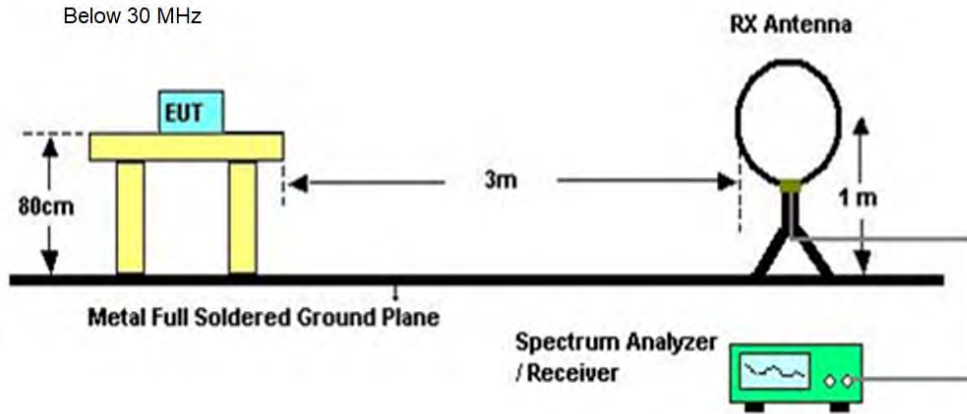 Below 30 MHz
RX Antenna
EUT
80cm
3m
1 m
Metal Full Soldered Ground Plane
Spectrum Analyzer
/ Receiver